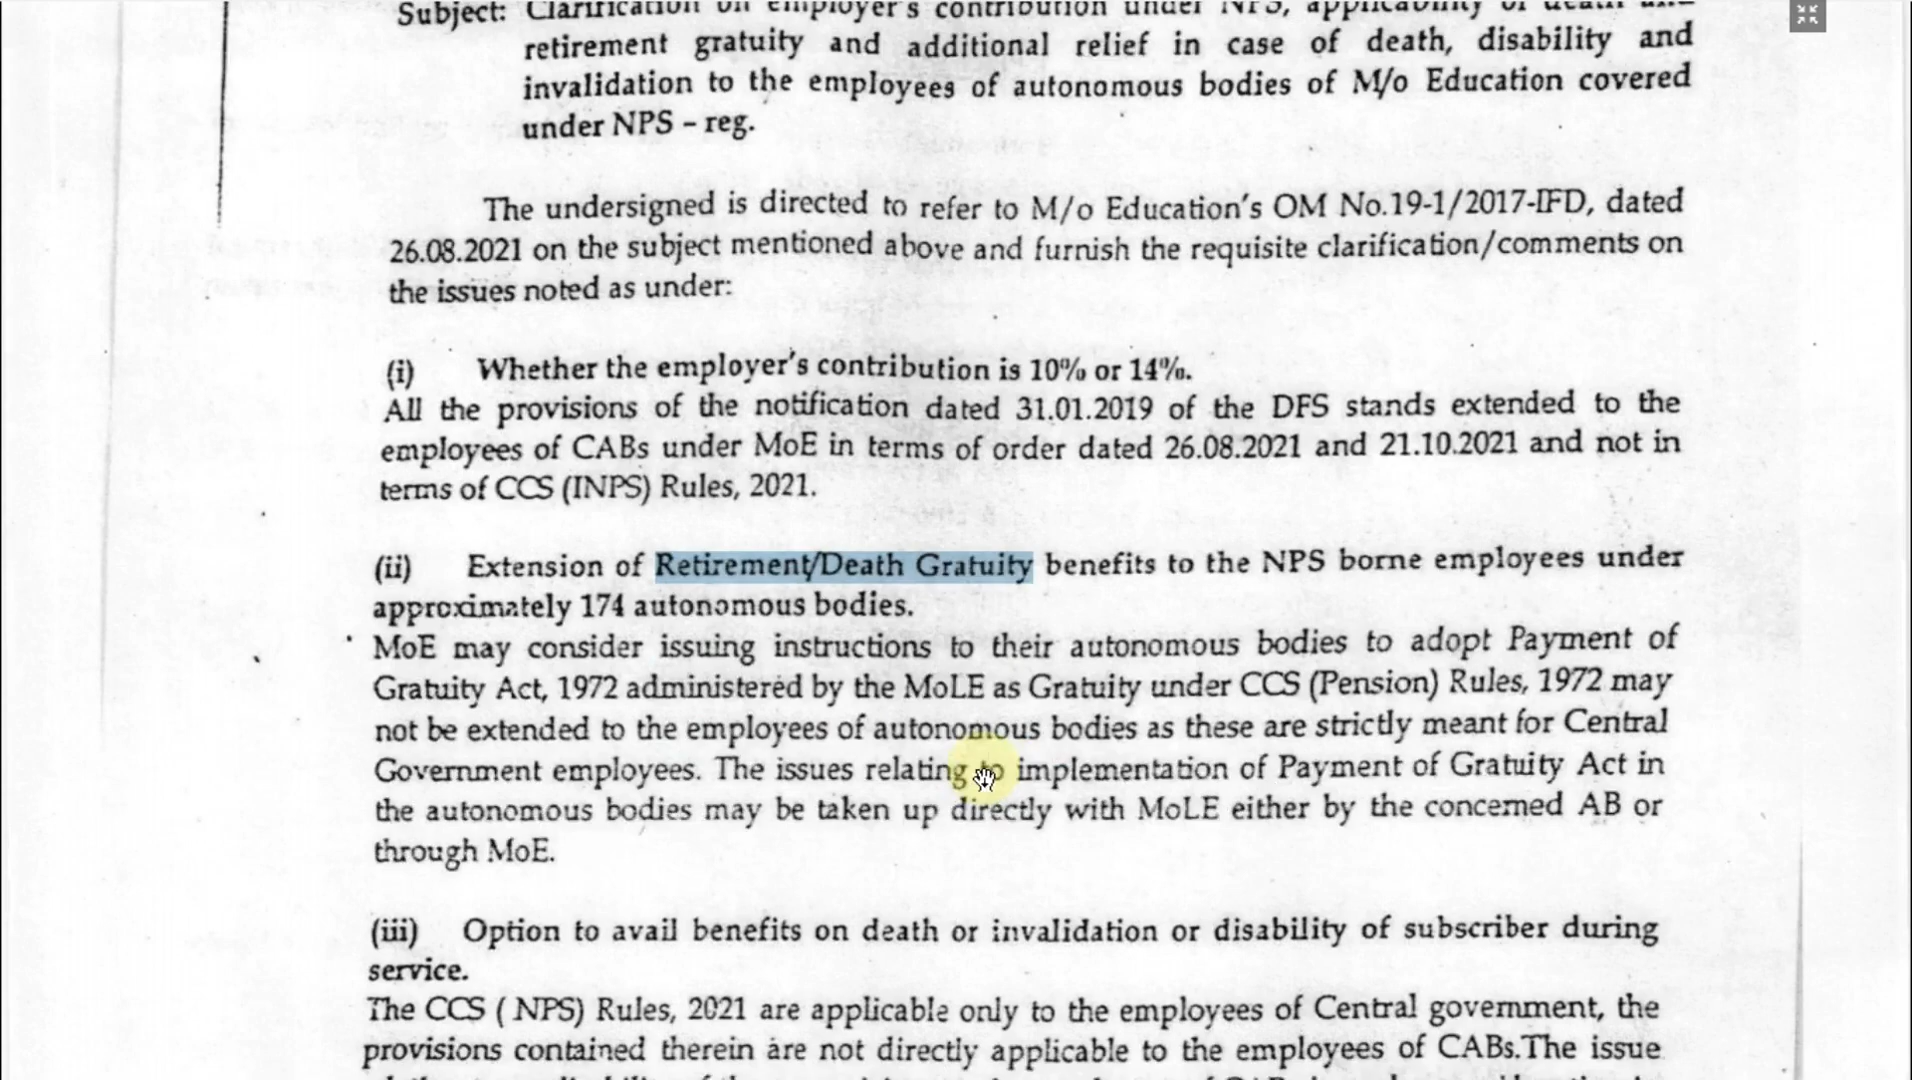 Subject: Clarification on employer's contribution under NPS, applicability of death and
retirement gratuity and additional relief in case of death, disability and
invalidation to the employees of autonomous bodies of M/o Education covered
under NPS – reg.
The undersigned is directed to refer to M/o Education's OM No.19-1/2017-IFD, dated
26.08.2021 on the subject mentioned above and furnish the requisite clarification/comments on
the issues noted as under:
(i) Whether the employer's contribution is 10% or 14%.
All the provisions of the notification dated 31.01.2019 of the DFS stands extended to the
employees of CABs under MoE in terms of order dated 26.08.2021 and 21.10.2021 and not in
terms of CCS (INPS) Rules, 2021.
(ii) Extension of Retirement/Death Gratuity benefits to the NPS borne employees under
approximately 174 autonomous bodies.
MoE may consider issuing instructions to their autonomous bodies to adopt Payment of
Gratuity Act, 1972 administered by the MoLE as Gratuity under CCS (Pension) Rules, 1972 may
not be extended to the employees of autonomous bodies as these are strictly meant for Central
Government employees. The issues relating to implementation of Payment of Gratuity Act in
the autonomous bodies may be taken up directly with MoLE either by the concerned AB or
through MoE.
(iii) Option to avail benefits on death or invalidation or disability of subscriber during
service.
The CCS ( NPS) Rules, 2021 are applicable only to the employees of Central government, the
provisions contained therein are not directly applicable to the employees of CABs.The issue